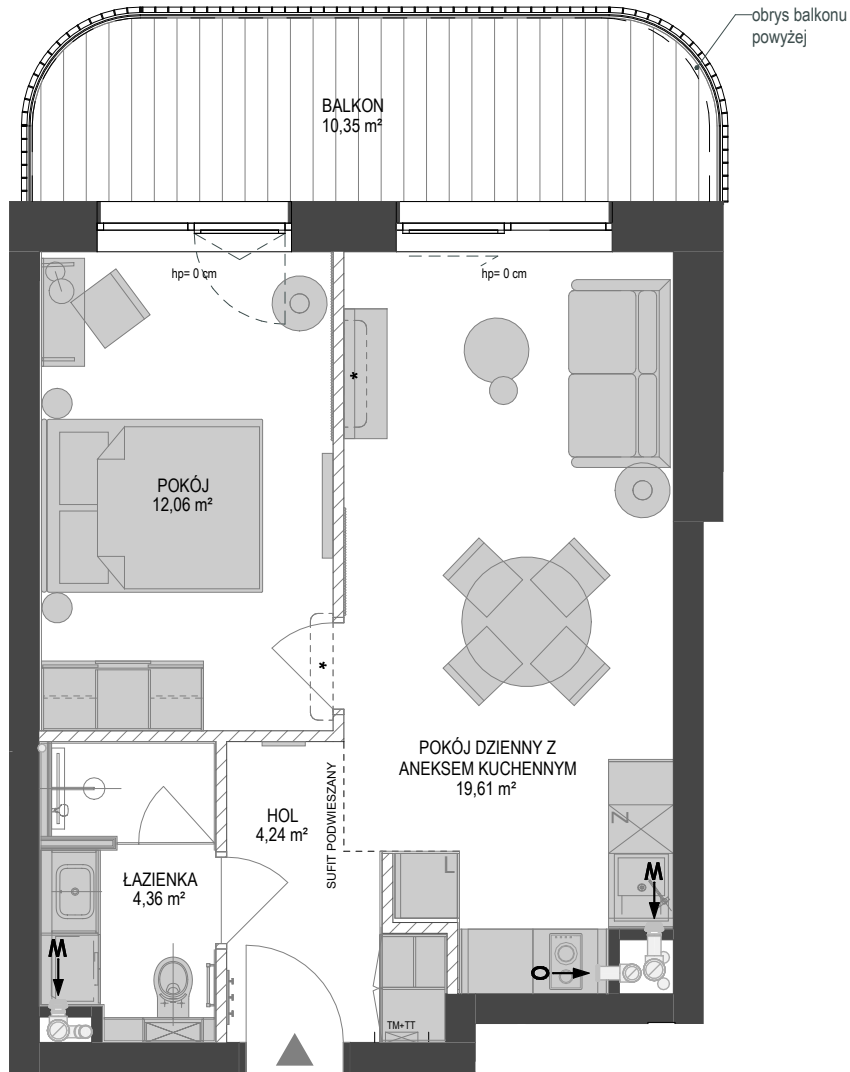 obrys balkonu
powyżej
BALKON
10,35 m²
hp= 0 cm
hp= 0 cm
*
POKÓJ
12,06 m²
*
POKÓJ DZIENNY Z
ANEKSEM KUCHENNYM
19,61 m²
SUFIT PODWIESZANY
HOL
4,24 m²
Z
L
ŁAZIENKA
4,36 m²
M
M
O
TM+TT